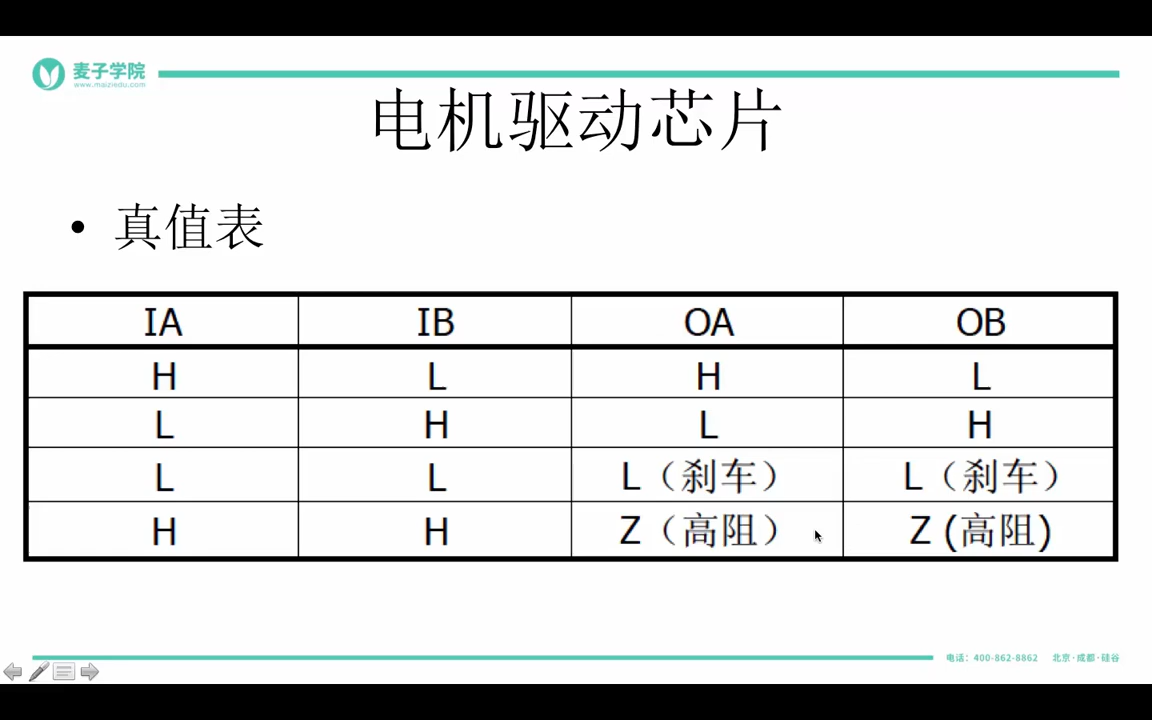 麦子学院
www.maiziedu.com
电机驱动芯片
• 真值表
IA IB OA OB
H L H L
L H L H
L L L（刹车） L（刹车）
H H Z（高阻） Z (高阻)
电话：400-862-8862 北京·成都·硅谷